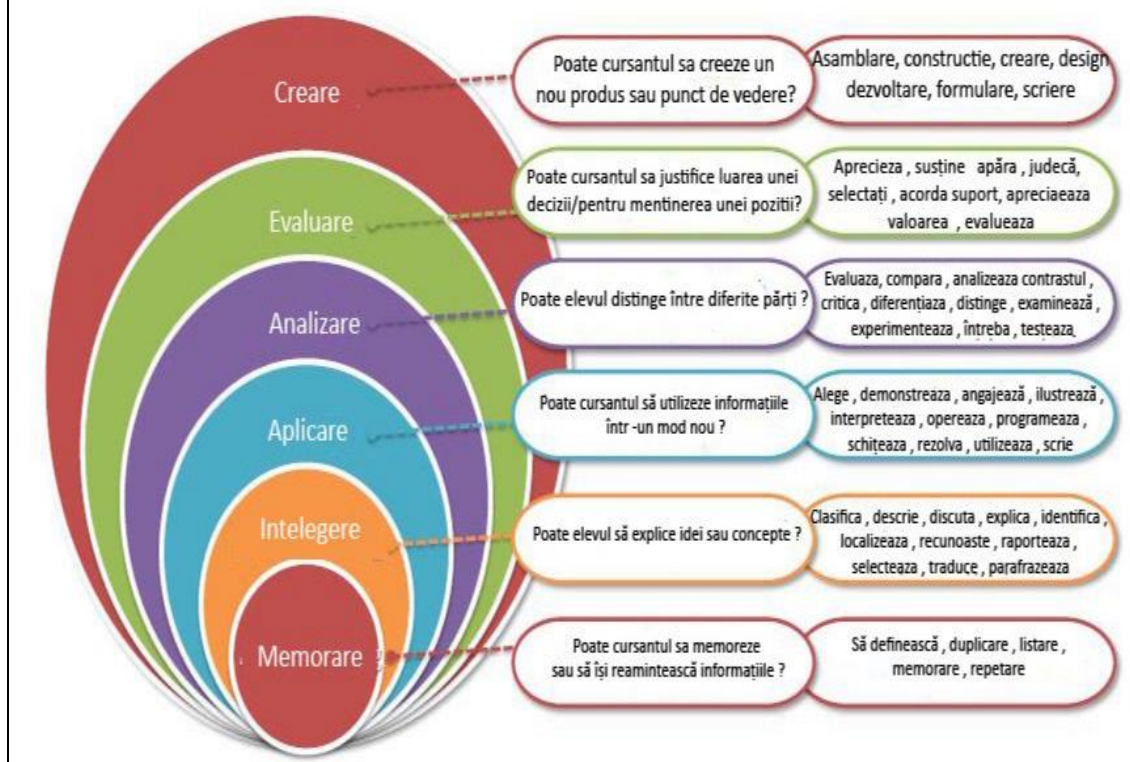 Creare
Poate cursantul sa creeze un
nou produs sau punct de vedere?
Asamblare, constructie, creare, design
dezvoltare, formulare, scriere
Evaluare
Poate cursantul sa justifice luarea unei
decizii/pentru mentinerea unei pozitii?
Aprecieza , susține apăra , judecă,
selectați , acorda suport, apreciaeaza
valoarea , evalueaza
Analizare
Poate elevul distinge între diferite părți ?
Evaluaza, compara , analizeaza contrastul ,
critica , diferențiaza , distinge , examinează ,
experimenteaza , întreba , testeaza
Aplicare
Poate cursantul să utilizeze informațiile
într -un mod nou ?
Alege , demonstreaza , angajează , ilustrează ,
interpreteaza , opereaza , programeaza ,
schițeaza , rezolva , utilizeaza , scrie
Intelegere
Poate elevul să explice idei sau concepte ?
Clasifica , descrie , discuta , explica , identifica ,
localizeaza , recunoaste , raporteaza ,
selecteaza , traduce , parafrazeaza
Memorare
Poate cursantul sa memoreze
sau să își reamintească informațiile ?
Să definească , duplicare , listare ,
memorare , repetare